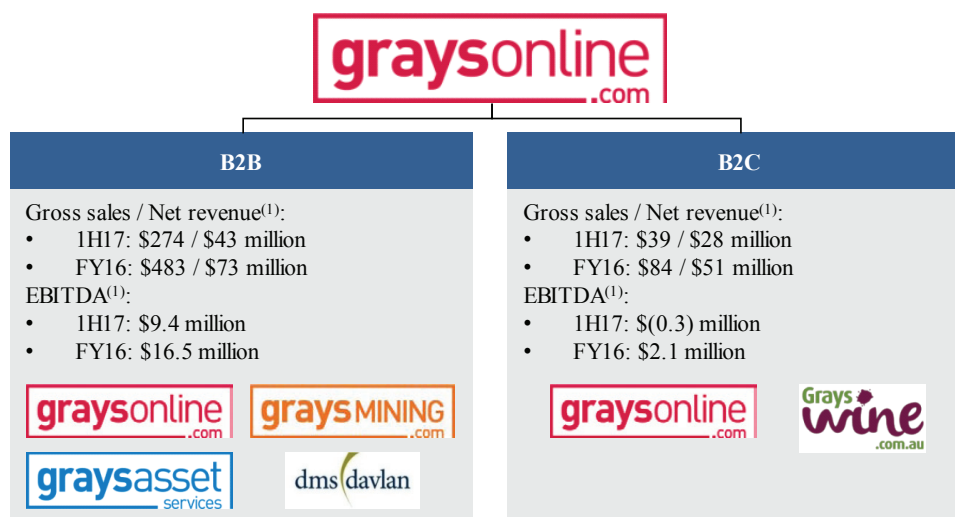 graysonline
.com
B2B
Gross sales / Net revenue(1):
• 1H17: $274 / $43 million
• FY16: $483 / $73 million
EBITDA(1):
• 1H17: $9.4 million
• FY16: $16.5 million
graysonline
.com
graysMINING
.com
graysasset
services
dms davlan
B2C
Gross sales / Net revenue(1):
• 1H17: $39 / $28 million
• FY16: $84 / $51 million
EBITDA(1):
• 1H17: $(0.3) million
• FY16: $2.1 million
graysonline
.com
Grays
wine
.com.au